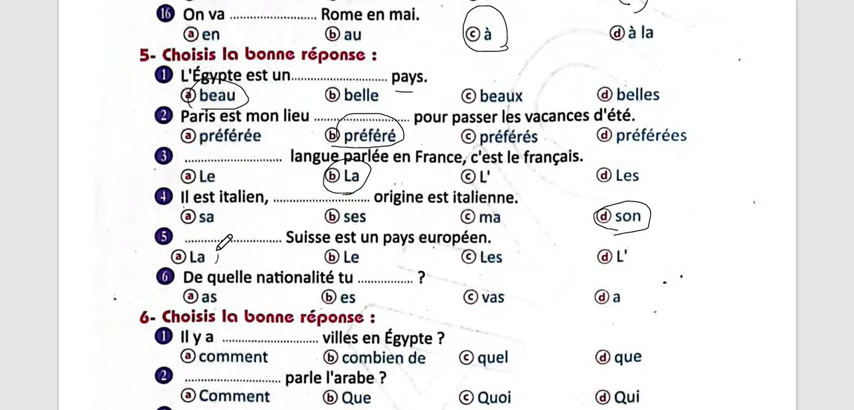 16 On va .................... Rome en mai.
a en b au c à d à la
5- Choisis la bonne réponse :
1 L'Égypte est un........................ pays.
a beau b belle c beaux d belles
2 Paris est mon lieu ........................ pour passer les vacances d'été.
a préférée b préféré c préférés d préférées
3 ........................ langue parlée en France, c'est le français.
a Le b La c L' d Les
4 Il est italien, ........................ origine est italienne.
a sa b ses c ma d son
5 ........................ Suisse est un pays européen.
a La b Le c Les d L'
6 De quelle nationalité tu .............. ?
a as b es c vas d a
6- Choisis la bonne réponse :
1 Il y a ........................ villes en Égypte ?
a comment b combien de c quel d que
2 ........................ parle l'arabe ?
a Comment b Que c Quoi d Qui